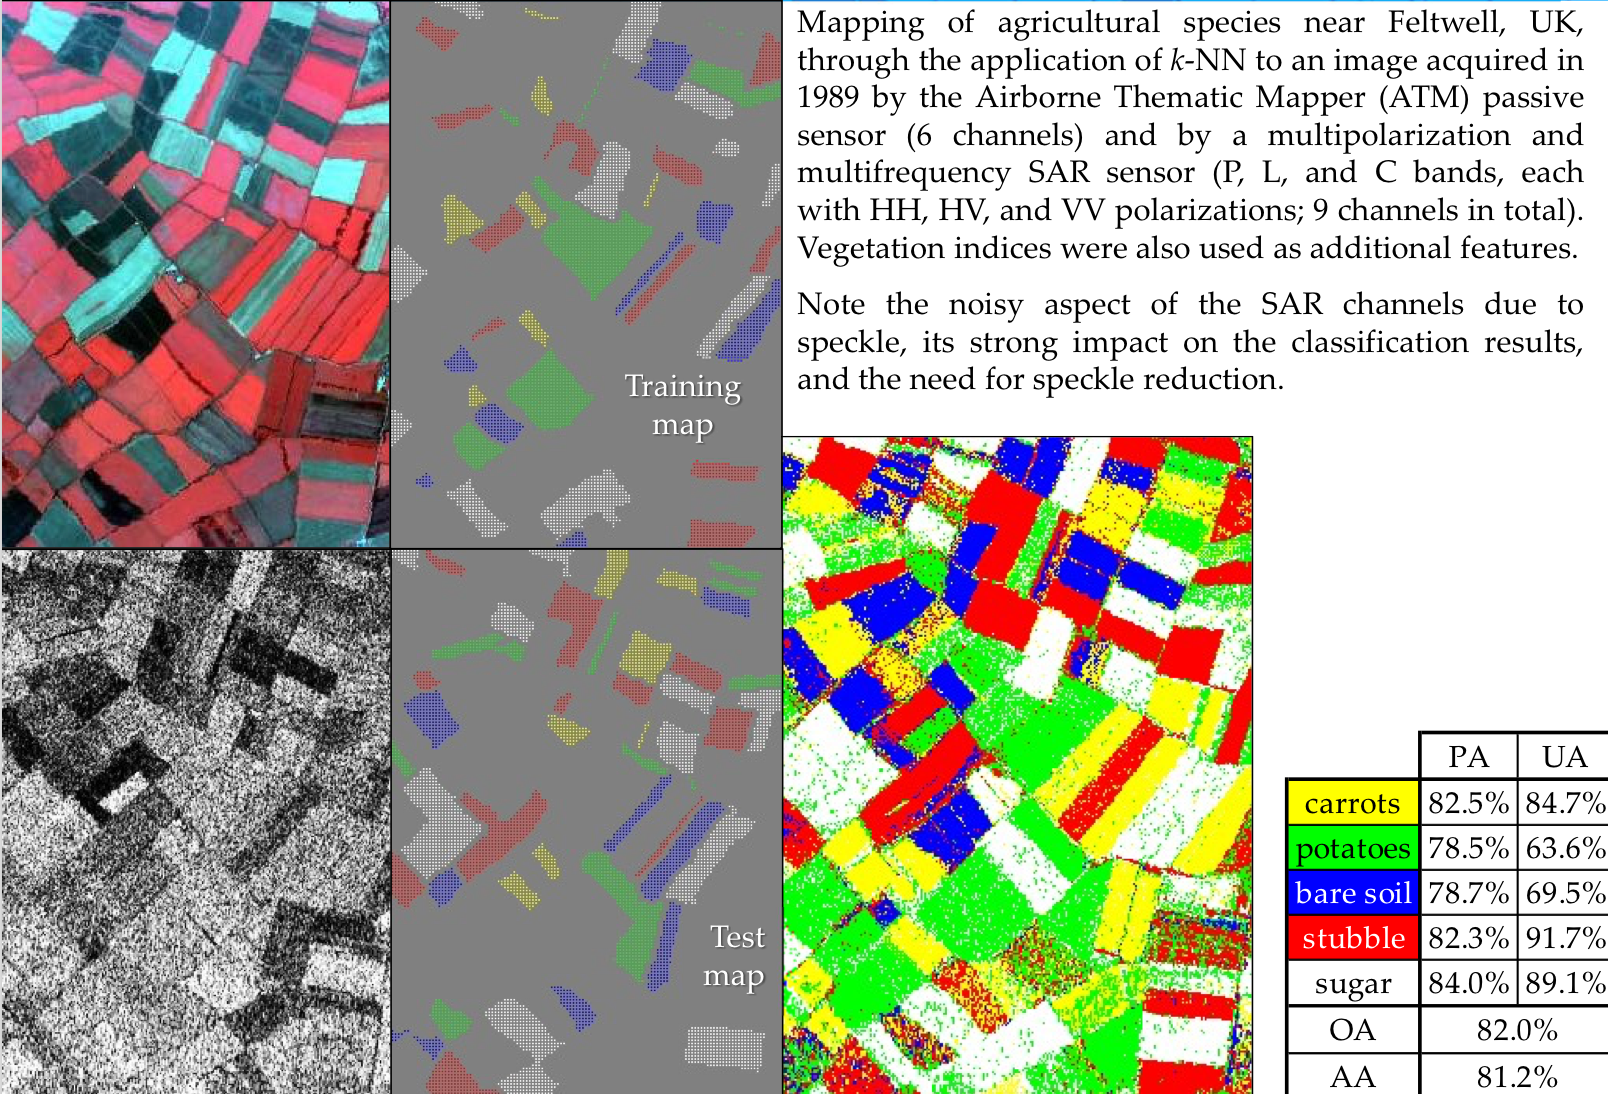 Mapping of agricultural species near Feltwell, UK,
through the application of k-NN to an image acquired in
1989 by the Airborne Thematic Mapper (ATM) passive
sensor (6 channels) and by a multipolarization and
multifrequency SAR sensor (P, L, and C bands, each
with HH, HV, and VV polarizations; 9 channels in total).
Vegetation indices were also used as additional features.
Note the noisy aspect of the SAR channels due to
speckle, its strong impact on the classification results,
and the need for speckle reduction.
Training
map
Test
map
PA UA
carrots 82.5% 84.7%
potatoes 78.5% 63.6%
bare soil 78.7% 69.5%
stubble 82.3% 91.7%
sugar 84.0% 89.1%
OA 82.0%
AA 81.2%